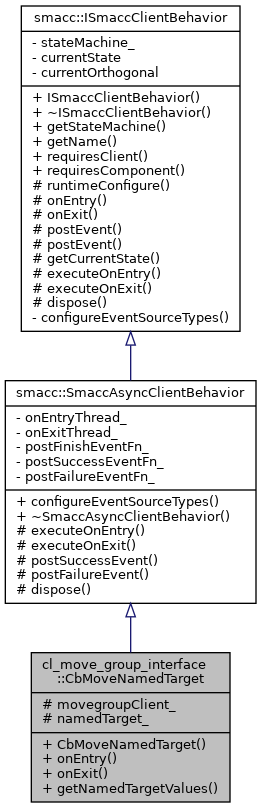 smacc::ISmaccClientBehavior
- stateMachine_
- currentState
- currentOrthogonal
+ ISmaccClientBehavior()
+ ~ISmaccClientBehavior()
+ getStateMachine()
+ getName()
+ requiresClient()
+ requiresComponent()
# runtimeConfigure()
# onEntry()
# onExit()
# postEvent()
# postEvent()
# getCurrentState()
# executeOnEntry()
# executeOnExit()
# dispose()
- configureEventSourceTypes()
smacc::SmaccAsyncClientBehavior
- onEntryThread_
- onExitThread_
- postFinishEventFn_
- postSuccessEventFn_
- postFailureEventFn_
+ configureEventSourceTypes()
+ ~SmaccAsyncClientBehavior()
# executeOnEntry()
# executeOnExit()
# postSuccessEvent()
# postFailureEvent()
# dispose()
cl_move_group_interface
::CbMoveNamedTarget
# movegroupClient_
# namedTarget_
+ CbMoveNamedTarget()
+ onEntry()
+ onExit()
+ getNamedTargetValues()